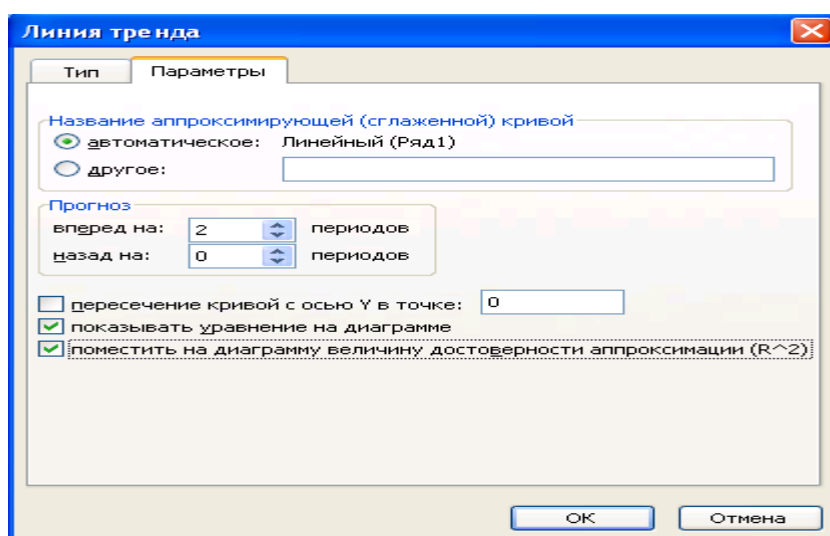 Линия тренда
Тип Параметры
Название аппроксимирующей (сглаженной) кривой
автоматическое: Линейный (Ряд1)
другое:
Прогноз
вперед на: 2 периодов
назад на: 0 периодов
пересечение кривой с осью Y в точке: 0
показывать уравнение на диаграмме
поместить на диаграмму величину достоверности аппроксимации (R^2)
ОК Отмена